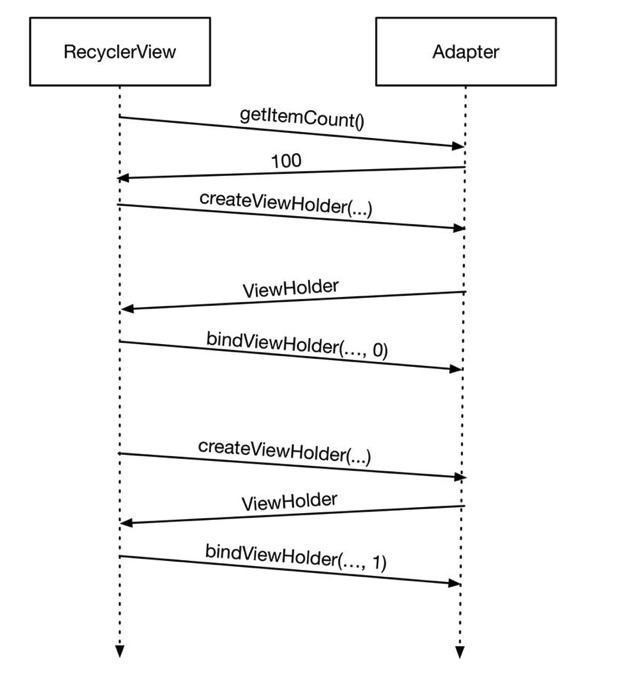 RecyclerView
Adapter
getItemCount()
100
createViewHolder(...)
ViewHolder
bindViewHolder(..., 0)
createViewHolder(...)
ViewHolder
bindViewHolder(..., 1)